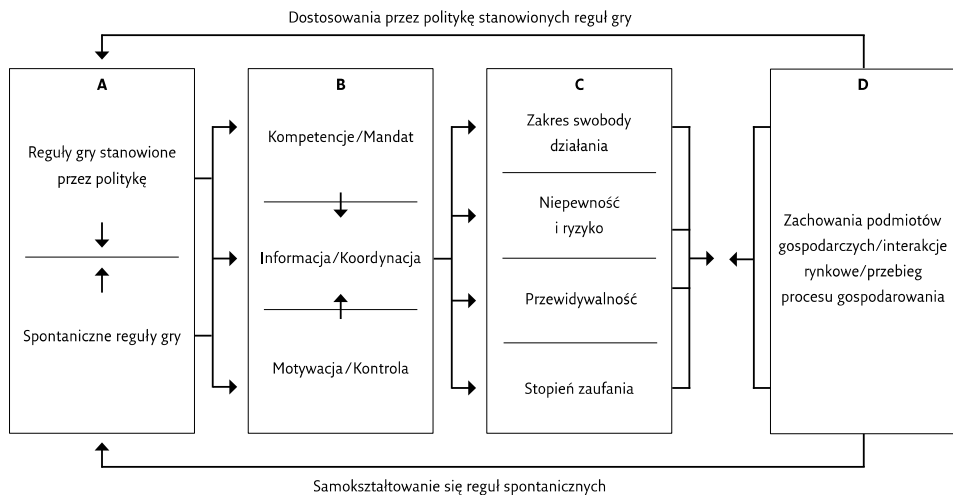 Dostosowania przez politykę stanowionych reguł gry
A
Reguły gry stanowione
przez politykę
Spontaniczne reguły gry
B
Kompetencje/Mandat
Informacja/Koordynacja
Motywacja/Kontrola
C
Zakres swobody
działania
Niepewność
i ryzyko
Przewidywalność
Stopień zaufania
D
Zachowania podmiotów
gospodarczych/interakcje
rynkowe/przebieg
procesu gospodarowania
Samokształtowanie się reguł spontanicznych